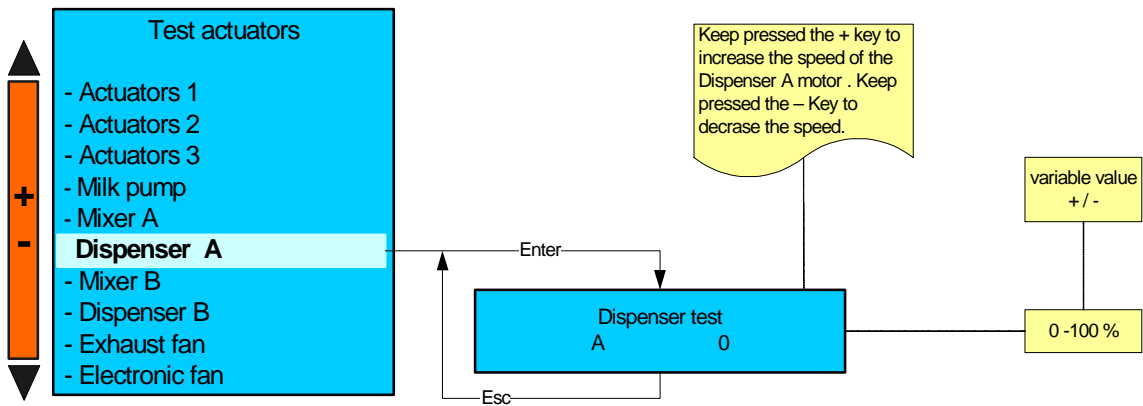 Test actuators
- Actuators 1
- Actuators 2
- Actuators 3
- Milk pump
- Mixer A
Dispenser A
- Mixer B
- Dispenser B
- Exhaust fan
- Electronic fan
+
-
Enter
Esc
Dispenser test
A 0
Keep pressed the + key to
increase the speed of the
Dispenser A motor . Keep
pressed the – Key to
decrase the speed.
variable value
+ / -
0 -100 %